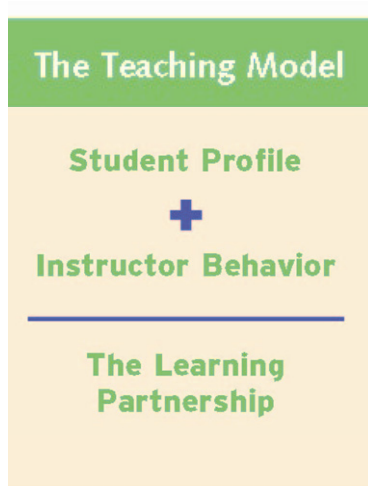 The Teaching Model
Student Profile
+
Instructor Behavior
The Learning
Partnership